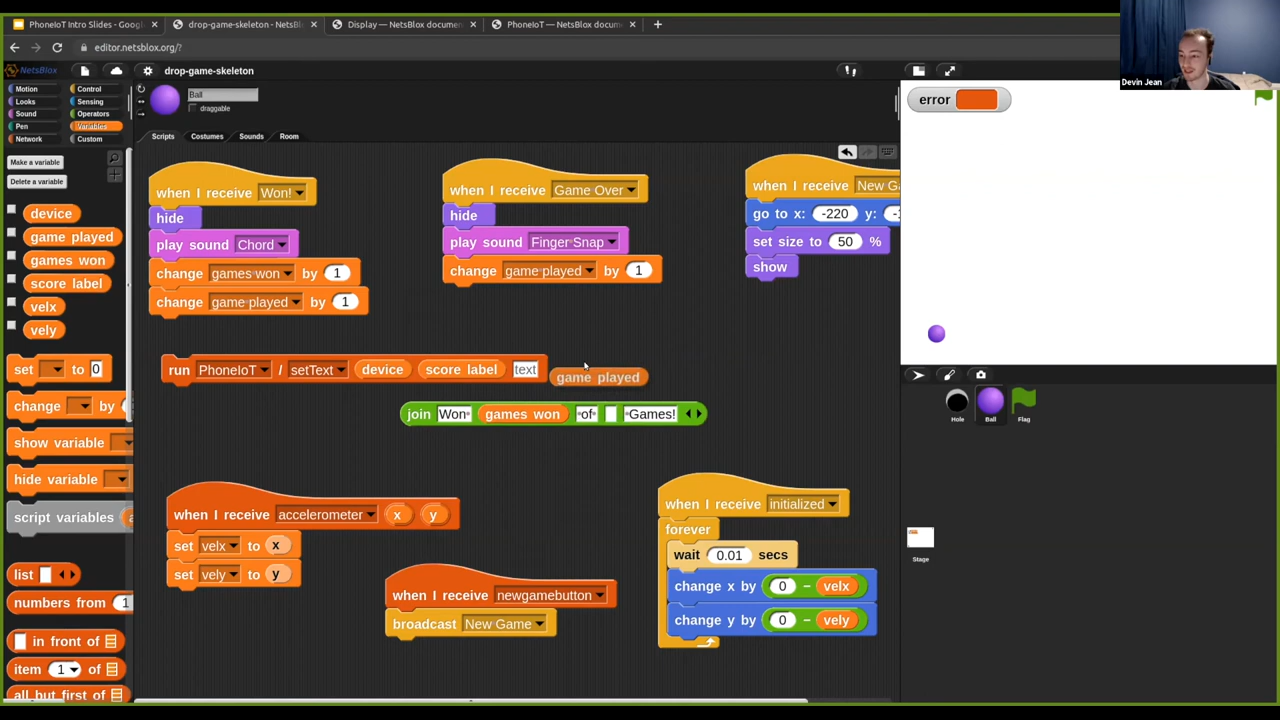 PhoneIoT Intro Slides - Googl
drop-game-skeleton - NetsBl
Display — NetsBlox documen
PhoneIoT — NetsBlox docum
editor.netsblox.org/?
Devin Jean
NetsBlox
drop-game-skeleton
Motion
Control
Looks
Sensing
Sound
Operators
Pen
Variables
Network
Custom
Ball
draggable
Scripts
Costumes
Sounds
Room
Make a variable
Delete a variable
device
game played
games won
score label
velx
vely
set to 0
change by
show variable
hide variable
script variables
list
numbers from 1
in front of
item 1 of
all but first of
when I receive Won!
hide
play sound Chord
change games won by 1
change game played by 1
when I receive Game Over
hide
play sound Finger Snap
change game played by 1
when I receive New Ga
go to x: -220 y:
set size to 50 %
show
run PhoneIoT / setText device score label text
game played
join Won games won of Games!
when I receive accelerometer x y
set velx to x
set vely to y
when I receive newgamebutton
broadcast New Game
when I receive initialized
forever
wait 0.01 secs
change x by 0 − velx
change y by 0 − vely
error
Hole
Ball
Flag
Stage